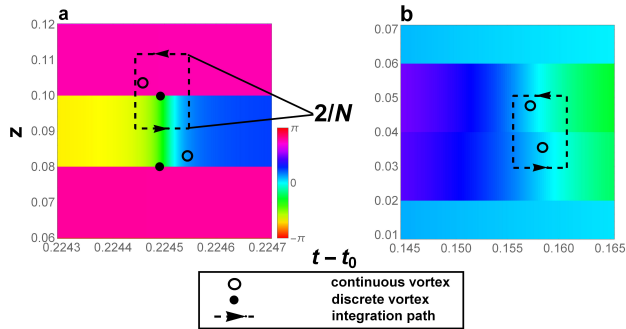 a
b
0.12
0.11
0.10
0.09
0.08
0.07
0.06
z
0.2243
0.2244
0.2245
0.2246
0.2247
2/N
π
0
−π
0.07
0.06
0.05
0.04
0.03
0.02
0.01
0.145
0.150
0.155
0.160
0.165
t − t0
continuous vortex
discrete vortex
integration path